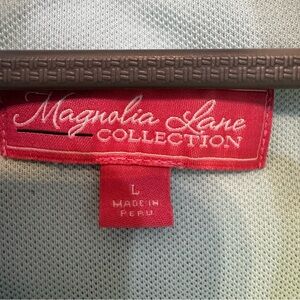 Magnolia Lane
COLLECTION
L
MADE IN
PERU